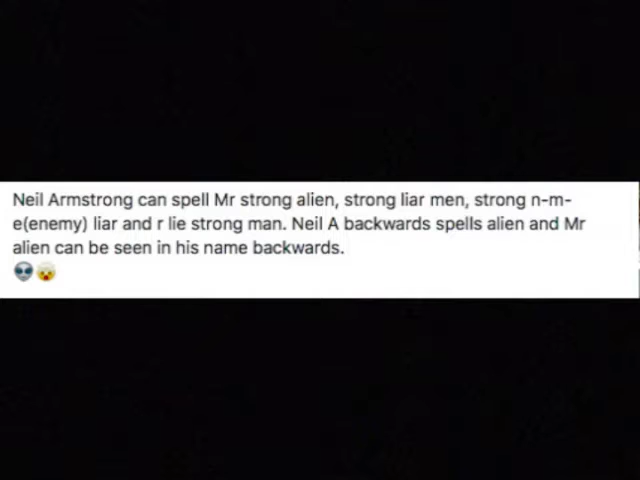 Neil Armstrong can spell Mr strong alien, strong liar men, strong n-m-
e(enemy) liar and r lie strong man. Neil A backwards spells alien and Mr
alien can be seen in his name backwards.
👽😲